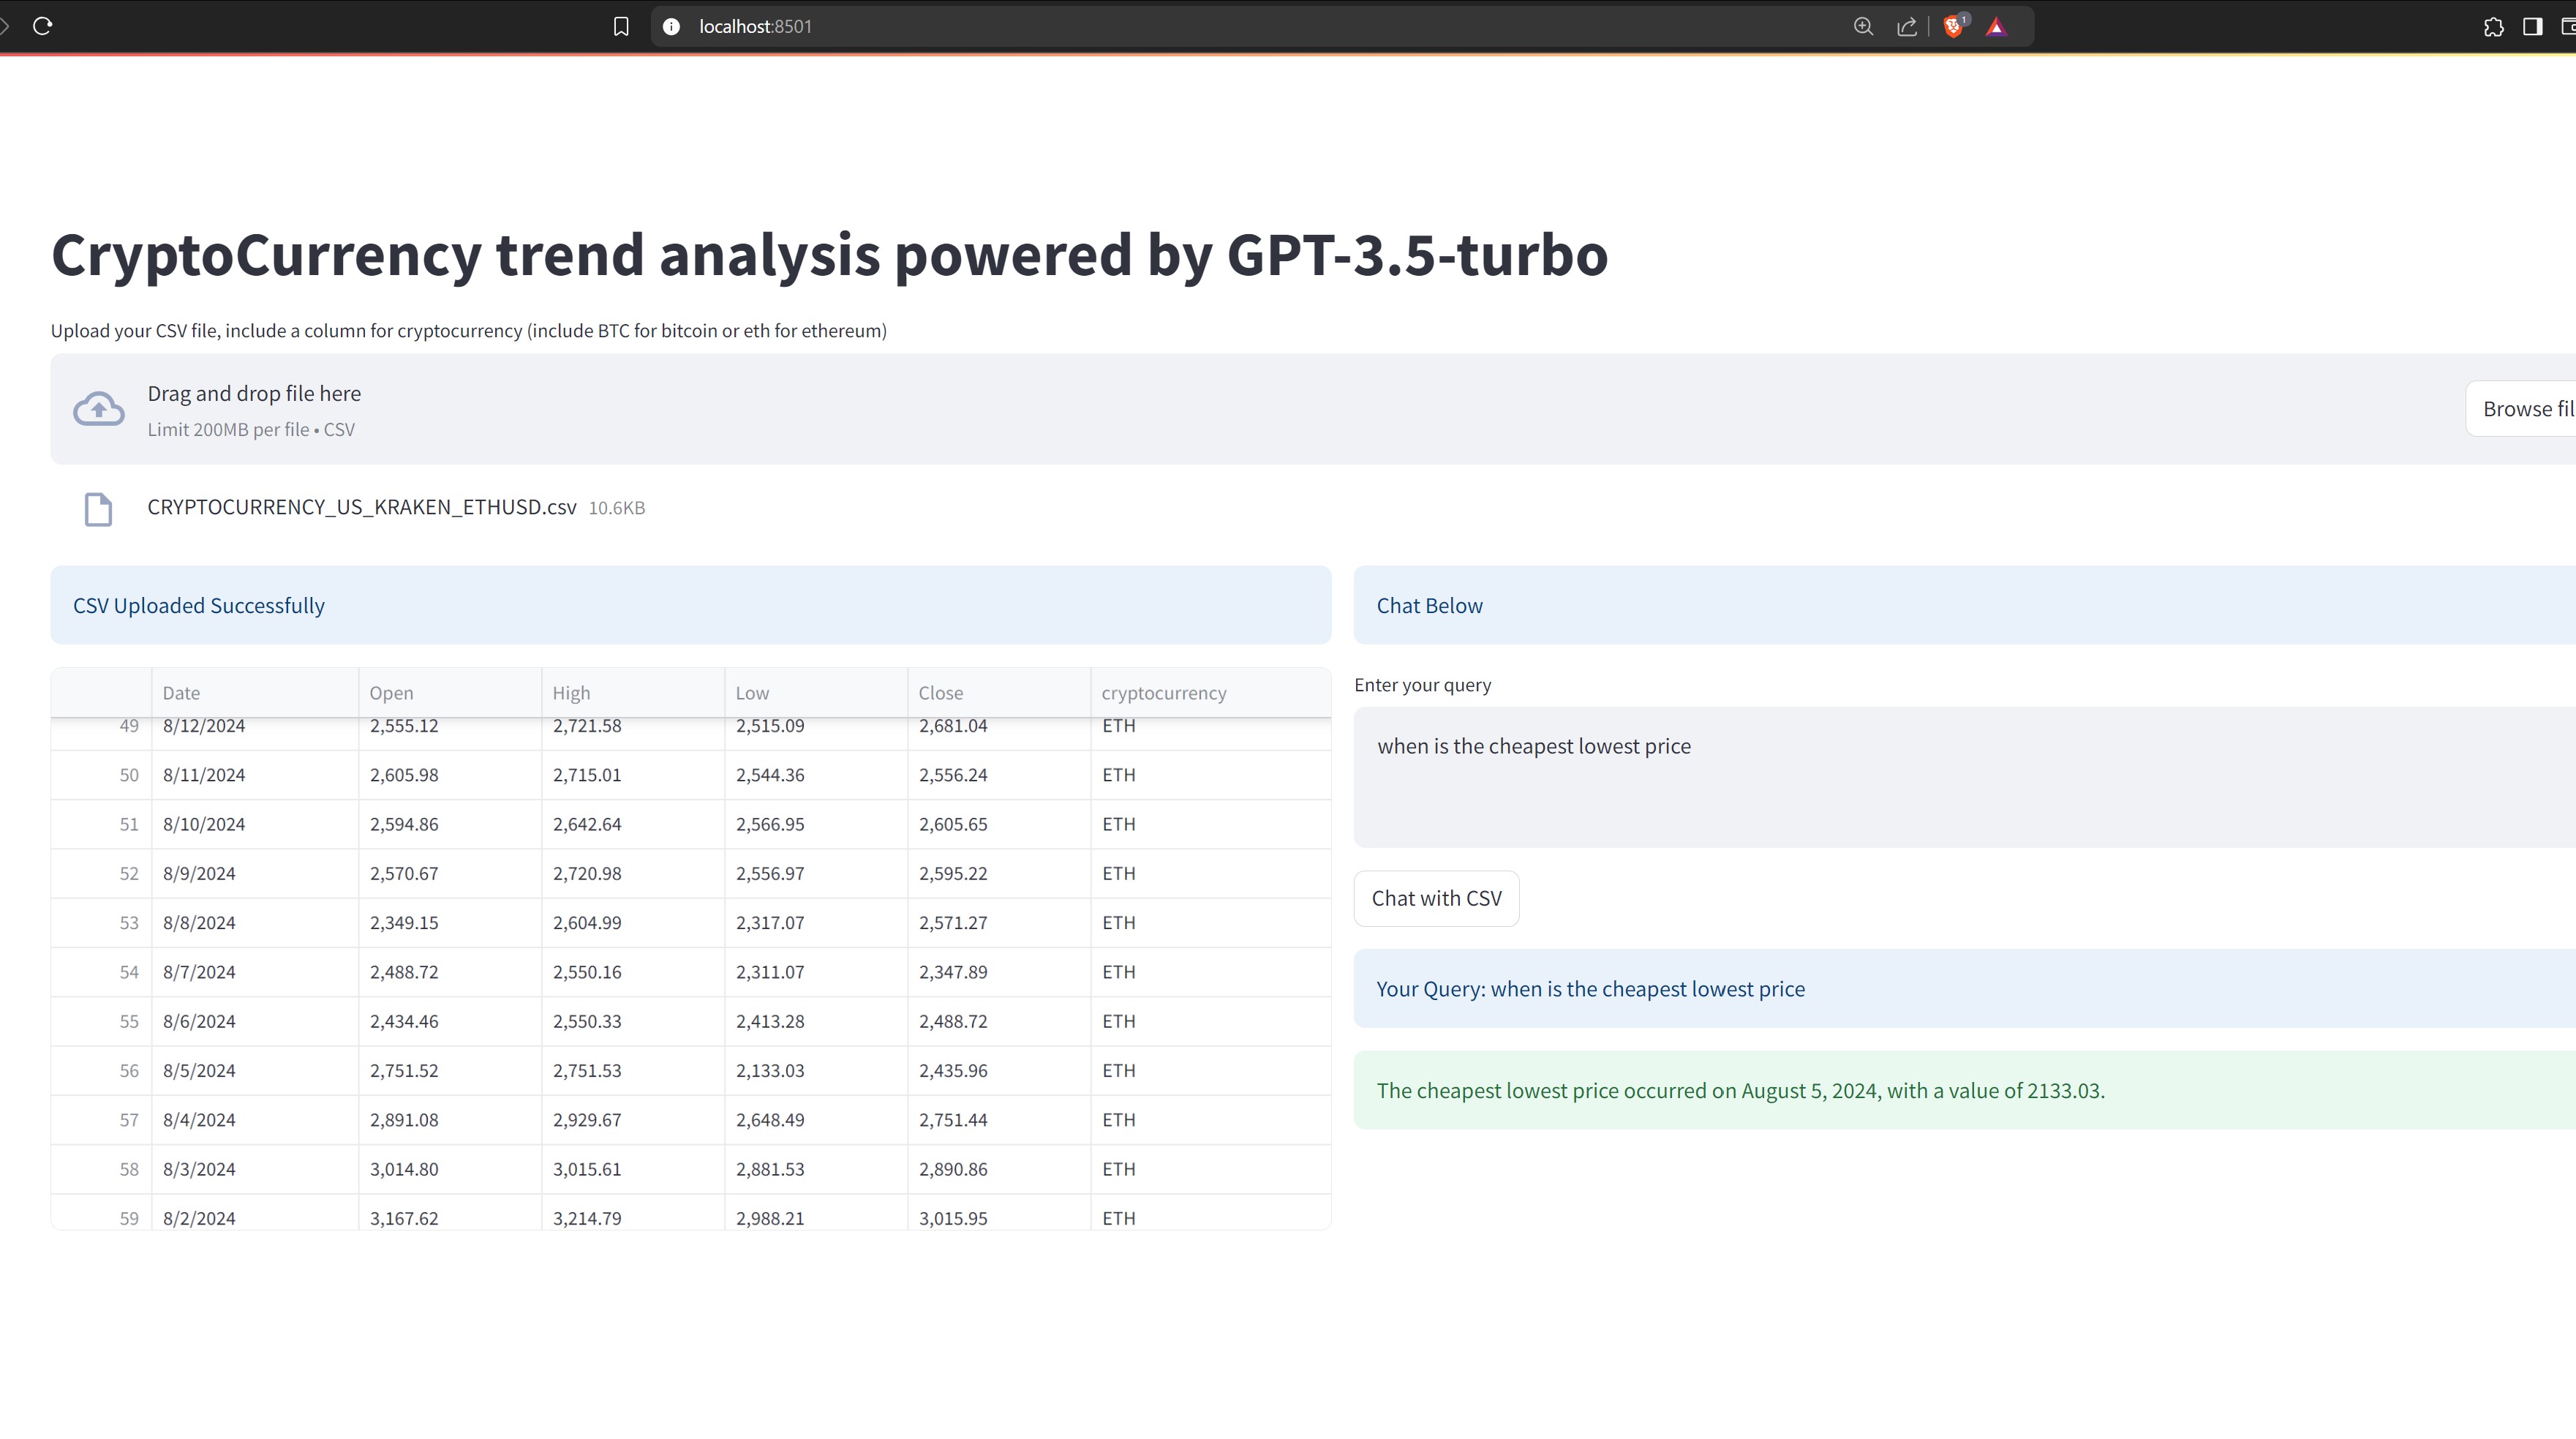 localhost:8501
1
CryptoCurrency trend analysis powered by GPT-3.5-turbo
Upload your CSV file, include a column for cryptocurrency (include BTC for bitcoin or eth for ethereum)
Drag and drop file here
Limit 200MB per file • CSV
Browse fil
CRYPTOCURRENCY_US_KRAKEN_ETHUSD.csv 10.6KB
CSV Uploaded Successfully
Date Open High Low Close cryptocurrency
49 8/12/2024 2,555.12 2,721.58 2,515.09 2,681.04 ETH
50 8/11/2024 2,605.98 2,715.01 2,544.36 2,556.24 ETH
51 8/10/2024 2,594.86 2,642.64 2,566.95 2,605.65 ETH
52 8/9/2024 2,570.67 2,720.98 2,556.97 2,595.22 ETH
53 8/8/2024 2,349.15 2,604.99 2,317.07 2,571.27 ETH
54 8/7/2024 2,488.72 2,550.16 2,311.07 2,347.89 ETH
55 8/6/2024 2,434.46 2,550.33 2,413.28 2,488.72 ETH
56 8/5/2024 2,751.52 2,751.53 2,133.03 2,435.96 ETH
57 8/4/2024 2,891.08 2,929.67 2,648.49 2,751.44 ETH
58 8/3/2024 3,014.80 3,015.61 2,881.53 2,890.86 ETH
59 8/2/2024 3,167.62 3,214.79 2,988.21 3,015.95 ETH
Chat Below
Enter your query
when is the cheapest lowest price
Chat with CSV
Your Query: when is the cheapest lowest price
The cheapest lowest price occurred on August 5, 2024, with a value of 2133.03.